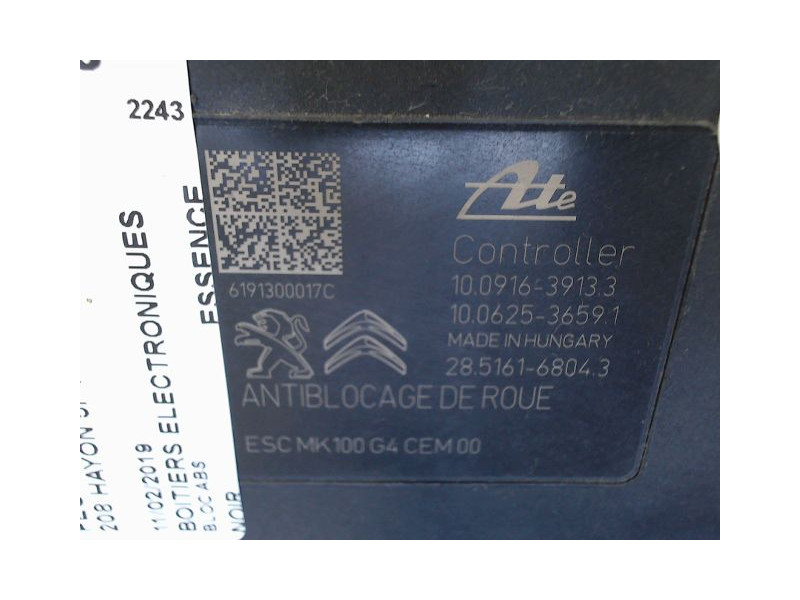 2243
208 HAYON
11/02/2019
BOITIERS ELECTRONIQUES
ESSENCE
BLOC ABS
NOIR
Ate
Controller
10.0916-3913.3
10.0625-3659.1
MADE IN HUNGARY
28.5161-6804.3
6191300017C
ANTIBLOCAGE DE ROUE
ESC MK100 G4 CEM 00